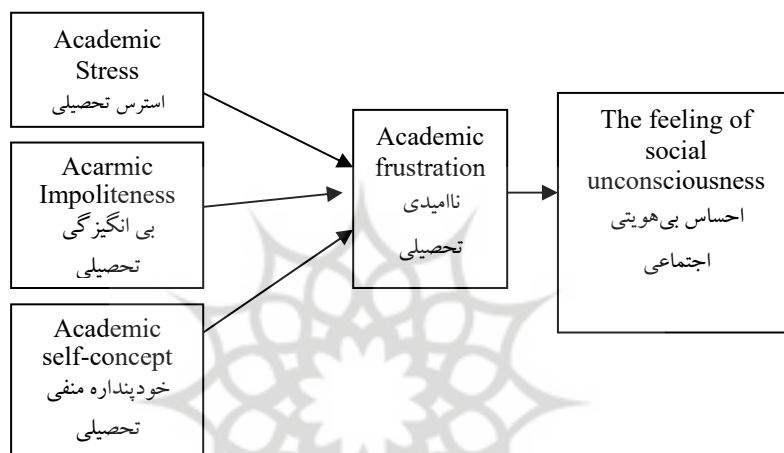 Academic
Stress
استرس تحصیلی
Acarmic
Impoliteness
بی انگیزگی
تحصیلی
Academic
self-concept
خودپنداره منفی
تحصیلی
Academic
frustration
ناامیدی
تحصیلی
The feeling of
social
unconsciousness
احساس بی‌هویتی
اجتماعی